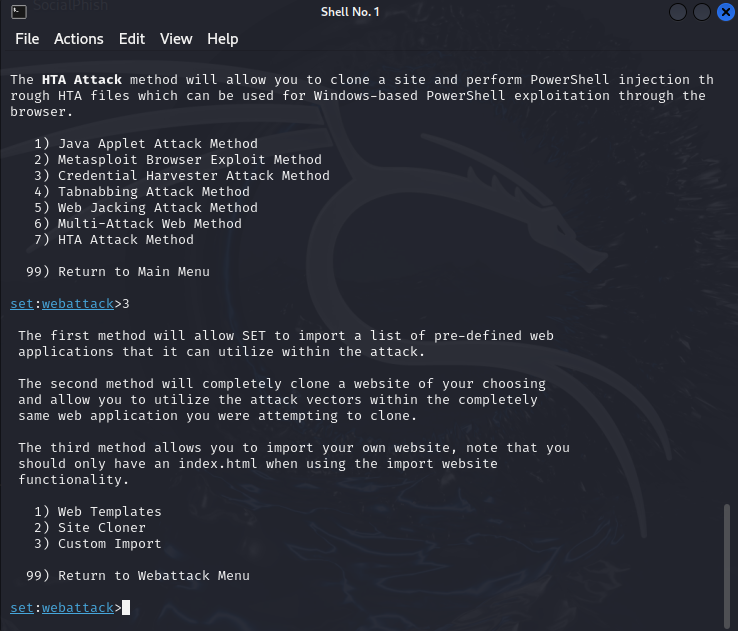 SocialPhish
Shell No. 1
File Actions Edit View Help
The HTA Attack method will allow you to clone a site and perform PowerShell injection th
rough HTA files which can be used for Windows-based PowerShell exploitation through the
browser.
1) Java Applet Attack Method
2) Metasploit Browser Exploit Method
3) Credential Harvester Attack Method
4) Tabnabbing Attack Method
5) Web Jacking Attack Method
6) Multi-Attack Web Method
7) HTA Attack Method
99) Return to Main Menu
set:webattack>3
The first method will allow SET to import a list of pre-defined web
applications that it can utilize within the attack.
The second method will completely clone a website of your choosing
and allow you to utilize the attack vectors within the completely
same web application you were attempting to clone.
The third method allows you to import your own website, note that you
should only have an index.html when using the import website
functionality.
1) Web Templates
2) Site Cloner
3) Custom Import
99) Return to Webattack Menu
set:webattack>